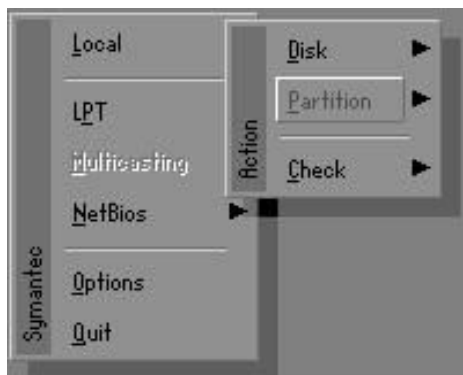 Local
LPT
Multicasting
NetBios
Options
Quit
Symantec
Disk
Partition
Check
Action